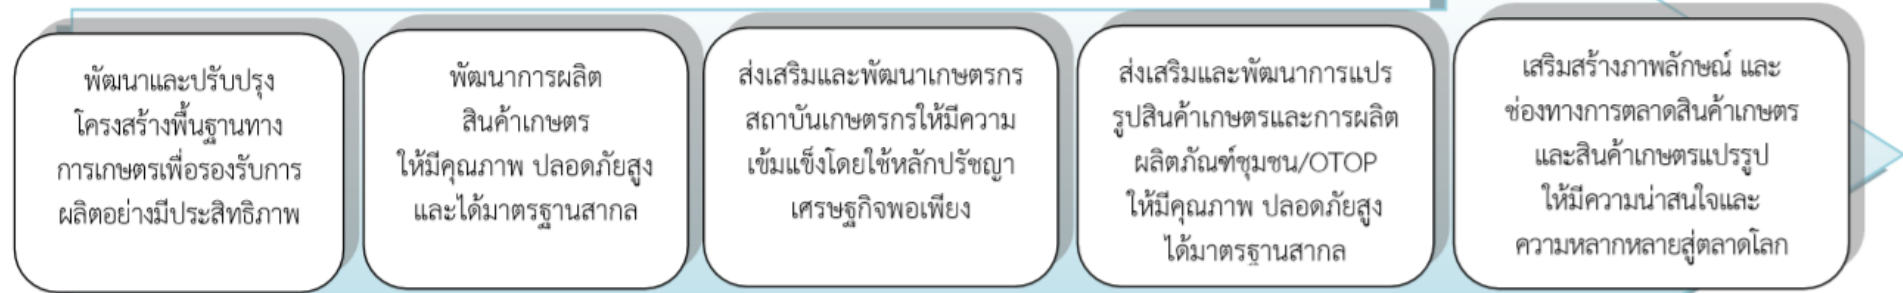 พัฒนาและปรับปรุง
โครงสร้างพื้นฐานทาง
การเกษตรเพื่อรองรับการ
ผลิตอย่างมีประสิทธิภาพ
พัฒนาการผลิต
สินค้าเกษตร
ให้มีคุณภาพ ปลอดภัยสูง
และได้มาตรฐานสากล
ส่งเสริมและพัฒนาเกษตรกร
สถาบันเกษตรกรให้มีความ
เข้มแข็งโดยใช้หลักปรัชญา
เศรษฐกิจพอเพียง
ส่งเสริมและพัฒนาการแปร
รูปสินค้าเกษตรและการผลิต
ผลิตภัณฑ์ชุมชน/OTOP
ให้มีคุณภาพ ปลอดภัยสูง
ได้มาตรฐานสากล
เสริมสร้างภาพลักษณ์ และ
ช่องทางการตลาดสินค้าเกษตร
และสินค้าเกษตรแปรรูป
ให้มีความน่าสนใจและ
ความหลากหลายสู่ตลาดโลก